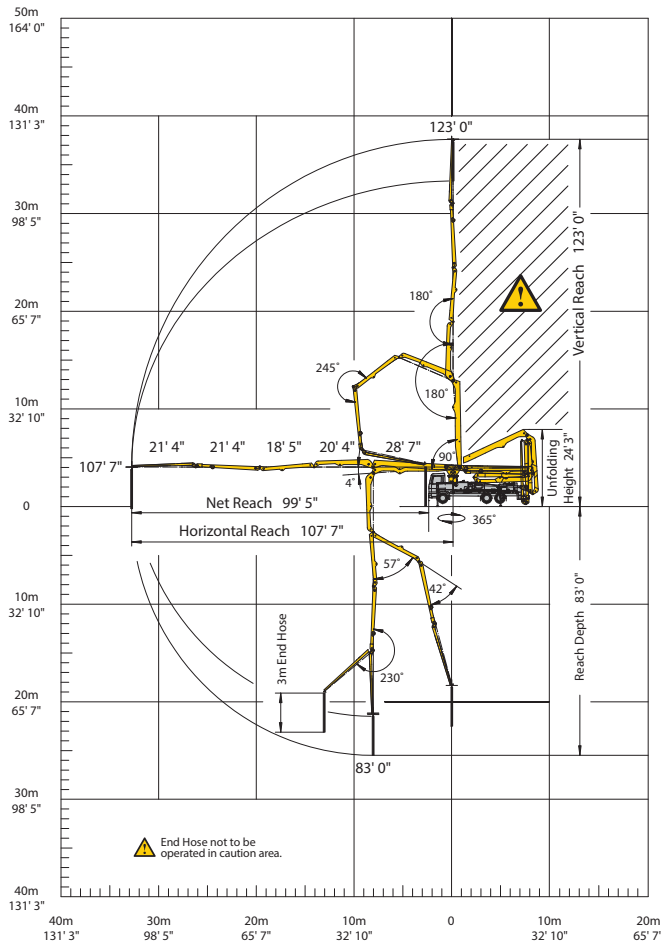 50m
164' 0"
40m
131' 3"
123' 0"
30m
98' 5"
Vertical Reach 123' 0"
180˚
20m
65' 7"
245˚
180˚
10m
32' 10"
21' 4" 21' 4" 18' 5" 20' 4" 28' 7"
90˚
Unfolding
Height 24'3"
107' 7"
4˚
Net Reach 99' 5"
0
365˚
Horizontal Reach 107' 7"
57˚
42˚
10m
32' 10"
Reach Depth 83' 0"
3m End Hose
230˚
20m
65' 7"
83' 0"
30m
98' 5"
End Hose not to be
operated in caution area.
40m
131' 3"
40m 30m 20m 10m 0 10m 20m
131' 3" 98' 5" 65' 7" 32' 10" 32' 10" 65' 7"